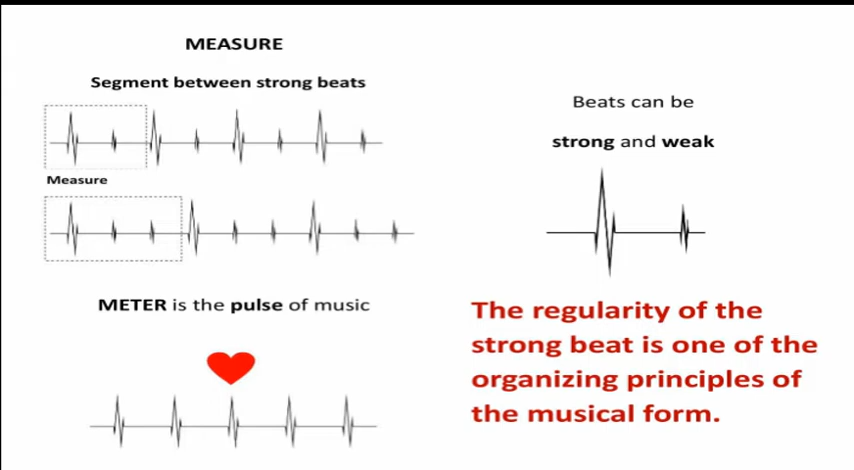 MEASURE
Segment between strong beats
Measure
METER is the pulse of music
Beats can be
strong and weak
The regularity of the
strong beat is one of the
organizing principles of
the musical form.